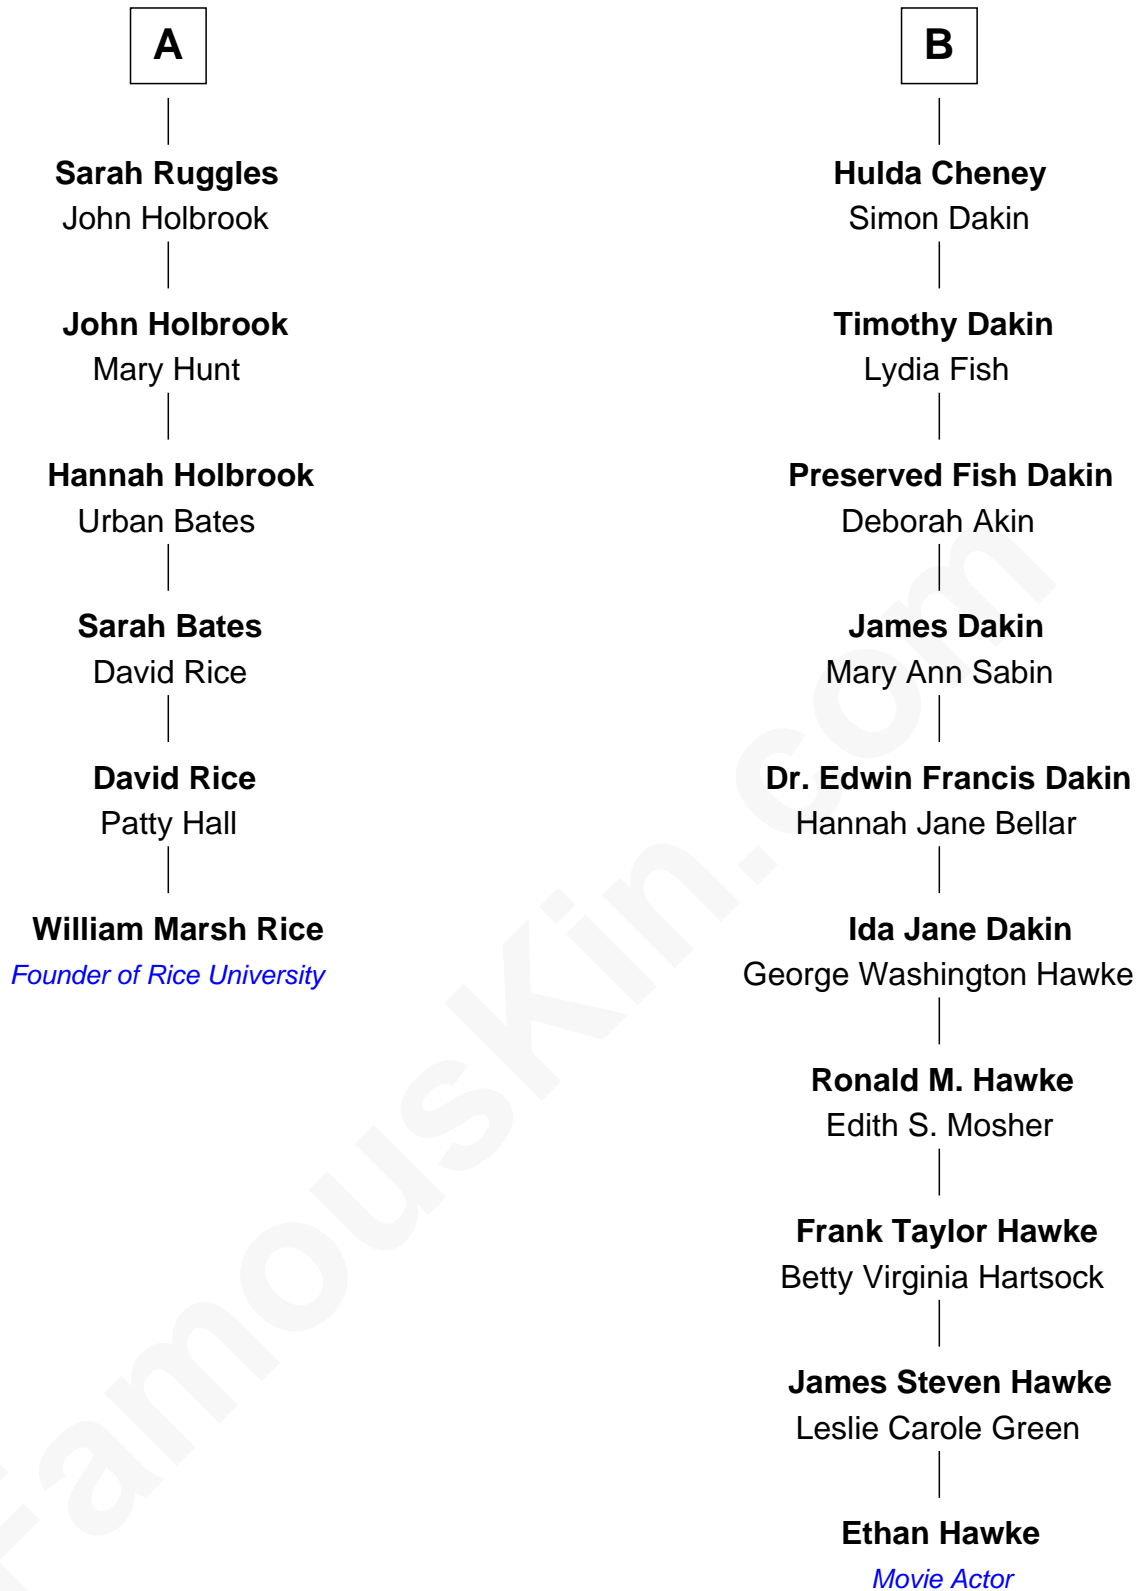 A
Sarah Ruggles
John Holbrook
John Holbrook
Mary Hunt
Hannah Holbrook
Urban Bates
Sarah Bates
David Rice
David Rice
Patty Hall
William Marsh Rice
Founder of Rice University
B
Hulda Cheney
Simon Dakin
Timothy Dakin
Lydia Fish
Preserved Fish Dakin
Deborah Akin
James Dakin
Mary Ann Sabin
Dr. Edwin Francis Dakin
Hannah Jane Bellar
Ida Jane Dakin
George Washington Hawke
Ronald M. Hawke
Edith S. Mosher
Frank Taylor Hawke
Betty Virginia Hartsock
James Steven Hawke
Leslie Carole Green
Ethan Hawke
Movie Actor
FamousKin.com